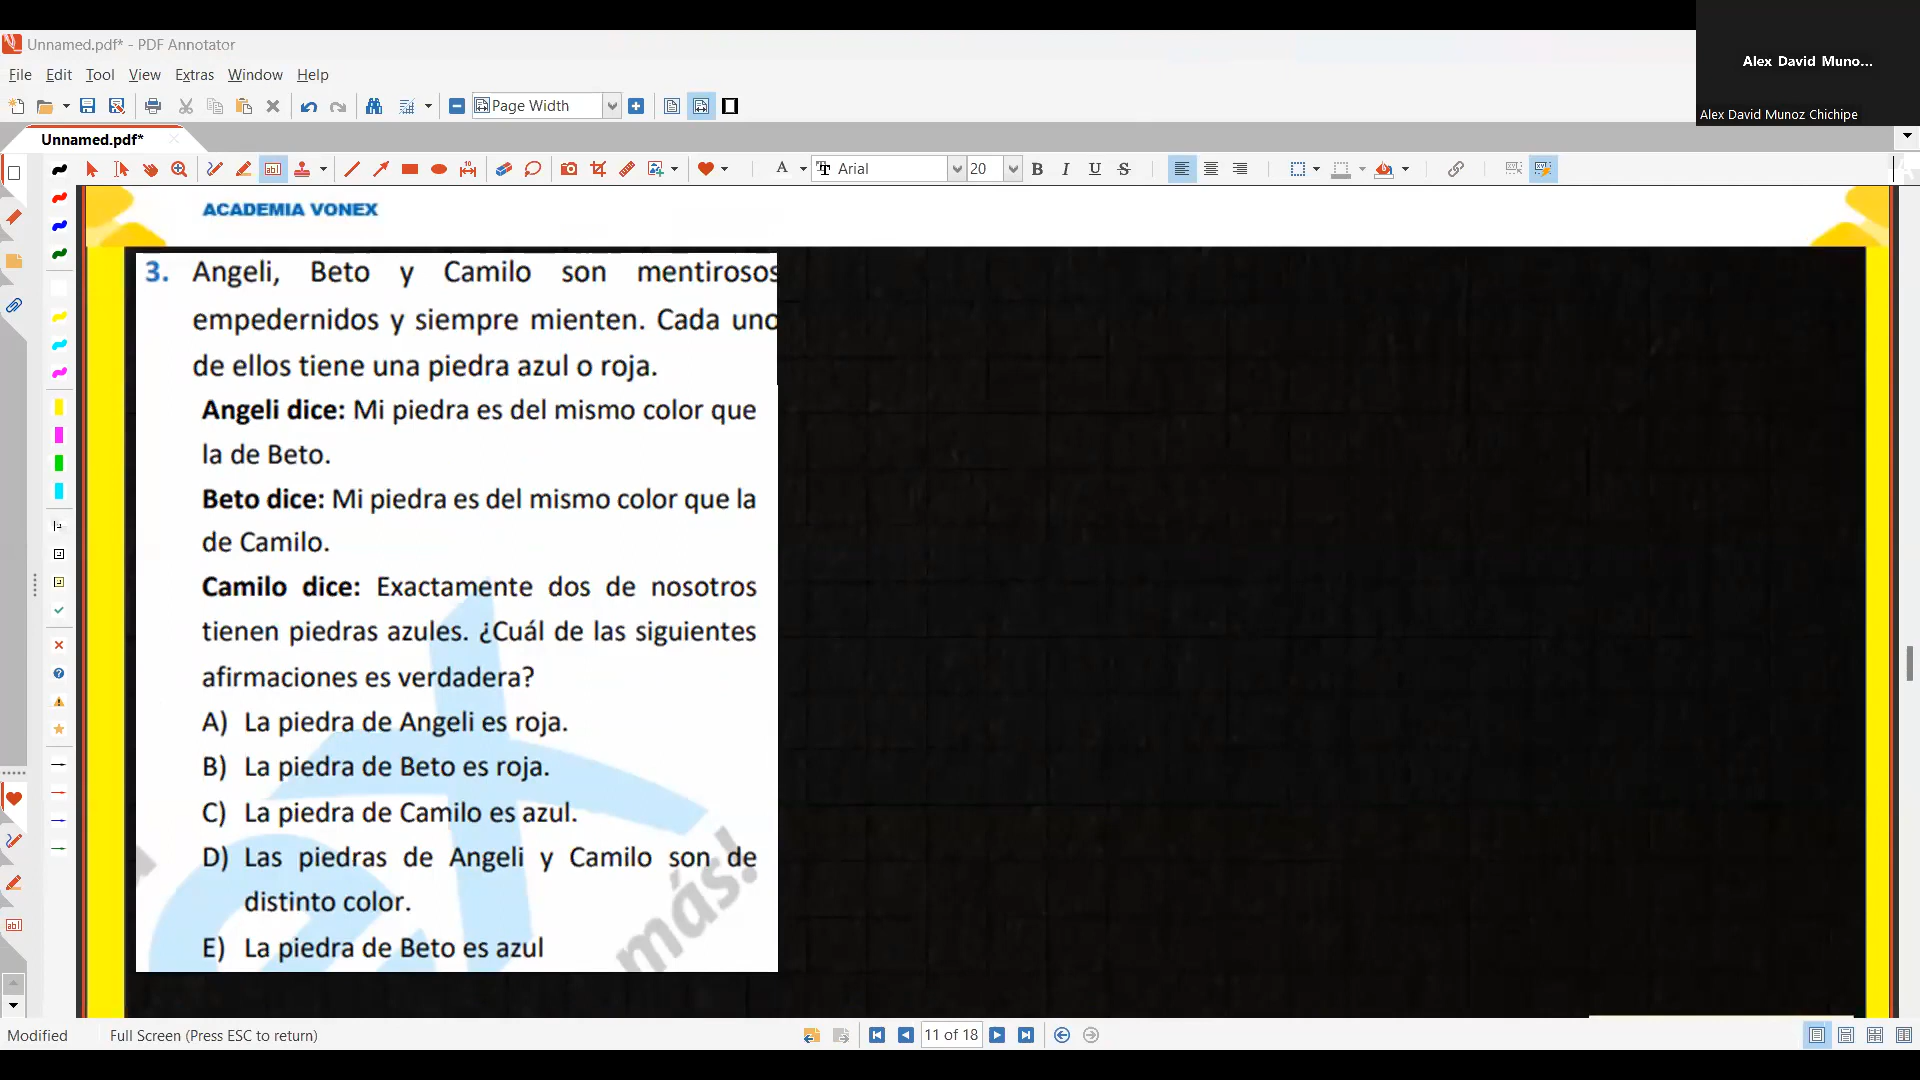 Unnamed.pdf* - PDF Annotator
Alex David Muno...
Alex David Munoz Chichipe
File Edit Tool View Extras Window Help
Page Width
Unnamed.pdf*
Arial 20 B I U S
ACADEMIA VONEX
3. Angeli, Beto y Camilo son mentirosos
empedernidos y siempre mienten. Cada uno
de ellos tiene una piedra azul o roja.
Angeli dice: Mi piedra es del mismo color que
la de Beto.
Beto dice: Mi piedra es del mismo color que la
de Camilo.
Camilo dice: Exactamente dos de nosotros
tienen piedras azules. ¿Cuál de las siguientes
afirmaciones es verdadera?
A) La piedra de Angeli es roja.
B) La piedra de Beto es roja.
C) La piedra de Camilo es azul.
D) Las piedras de Angeli y Camilo son de
distinto color.
E) La piedra de Beto es azul
más!
Modified Full Screen (Press ESC to return) 11 of 18